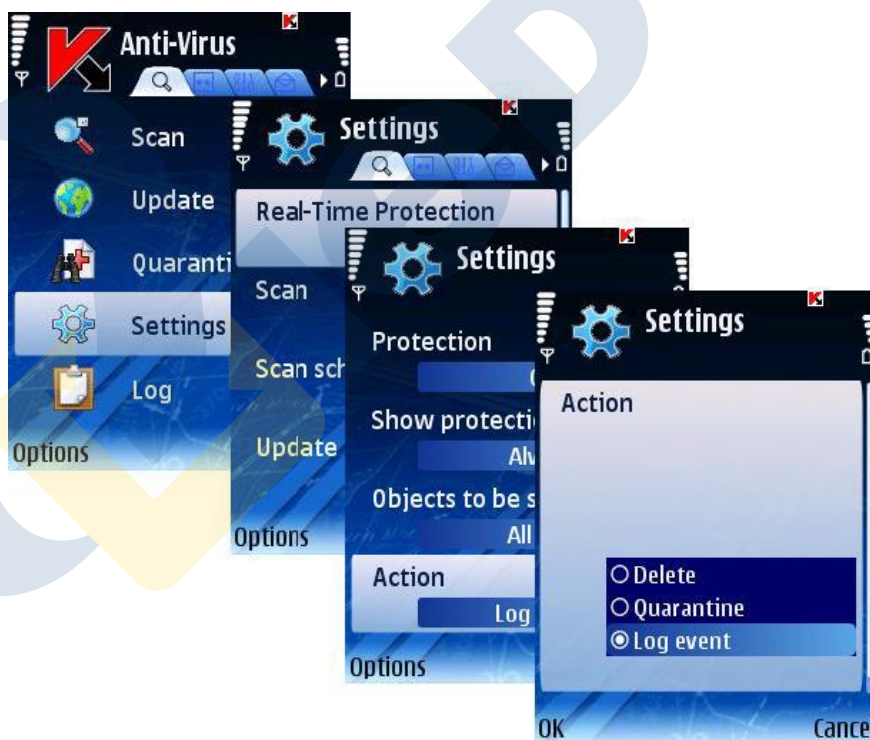 Anti-Virus
Scan
Update
Quaranti
Settings
Log
Options
Settings
Real-Time Protection
Scan
Scan sch
Update
Options
Settings
Protection
Show protecti
Objects to be s
All
Action
Log
Options
Settings
Action
Delete
Quarantine
Log event
OK
Cance